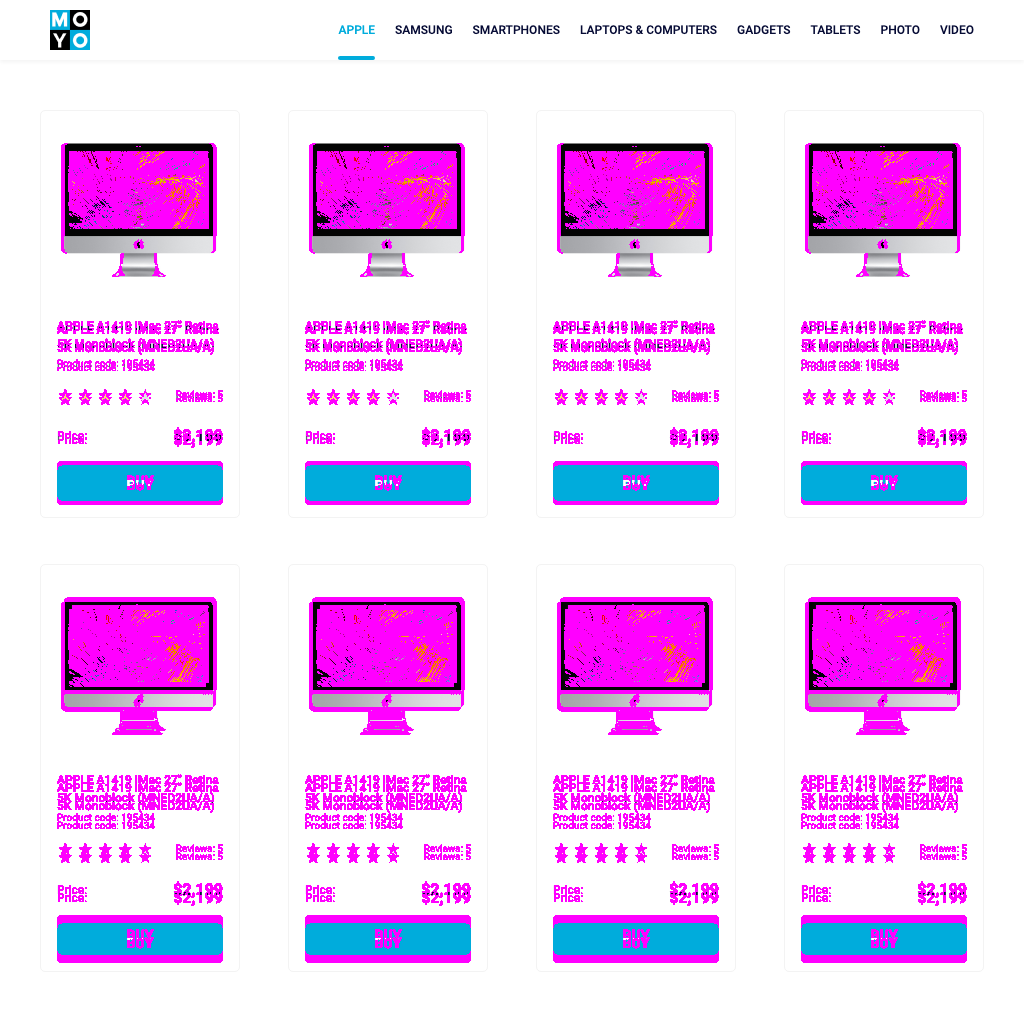 MOYO
APPLE SAMSUNG SMARTPHONES LAPTOPS & COMPUTERS GADGETS TABLETS PHOTO VIDEO
APPLE A1419 iMac 27" Retina
5K Monoblock (MNED2UA/A)
Product code: 195434
Reviews: 5
Price: $2,199
BUY
APPLE A1419 iMac 27" Retina
5K Monoblock (MNED2UA/A)
Product code: 195434
Reviews: 5
Price: $2,199
BUY
APPLE A1419 iMac 27" Retina
5K Monoblock (MNED2UA/A)
Product code: 195434
Reviews: 5
Price: $2,199
BUY
APPLE A1419 iMac 27" Retina
5K Monoblock (MNED2UA/A)
Product code: 195434
Reviews: 5
Price: $2,199
BUY
APPLE A1419 iMac 27" Retina
5K Monoblock (MNED2UA/A)
Product code: 195434
Reviews: 5
Price: $2,199
BUY
APPLE A1419 iMac 27" Retina
5K Monoblock (MNED2UA/A)
Product code: 195434
Reviews: 5
Price: $2,199
BUY
APPLE A1419 iMac 27" Retina
5K Monoblock (MNED2UA/A)
Product code: 195434
Reviews: 5
Price: $2,199
BUY
APPLE A1419 iMac 27" Retina
5K Monoblock (MNED2UA/A)
Product code: 195434
Reviews: 5
Price: $2,199
BUY